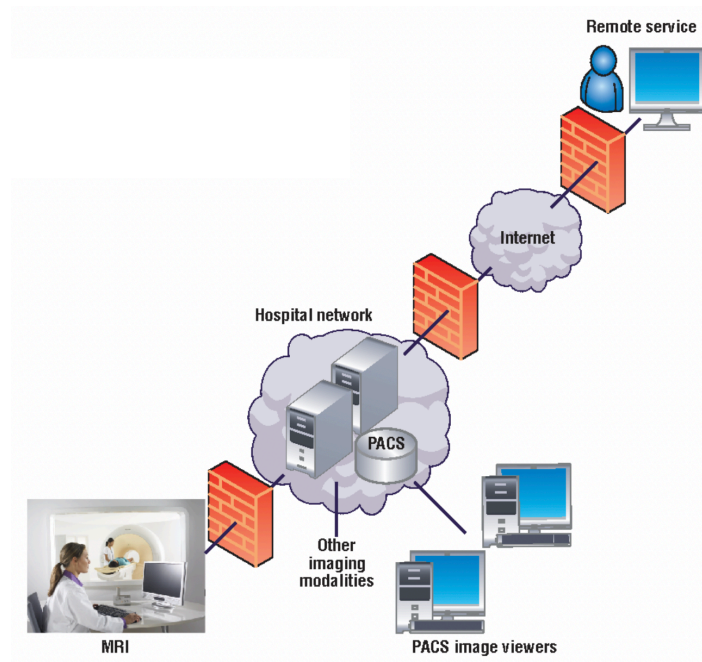 Remote service
Internet
Hospital network
PACS
Other
imaging
modalities
MRI
PACS image viewers